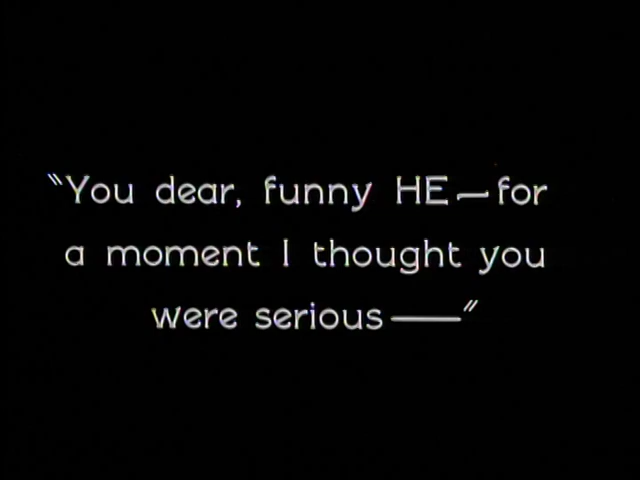 "You dear, funny HE—for
a moment I thought you
were serious——"